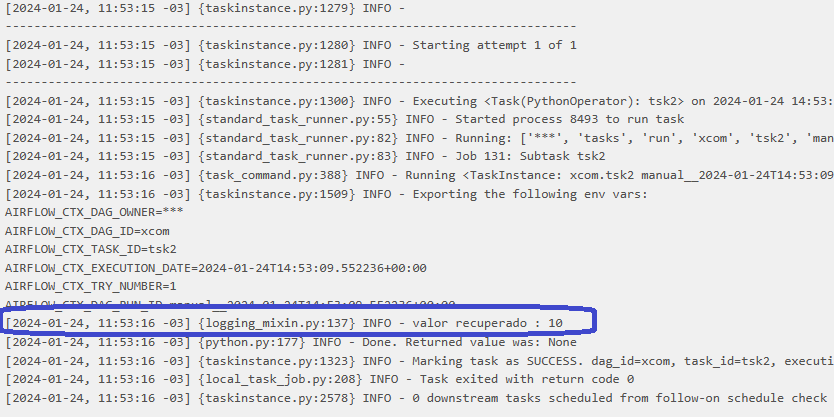 [2024-01-24, 11:53:15 -03] {taskinstance.py:1279} INFO -
--------------------------------------------------------------------------------
[2024-01-24, 11:53:15 -03] {taskinstance.py:1280} INFO - Starting attempt 1 of 1
[2024-01-24, 11:53:15 -03] {taskinstance.py:1281} INFO -
--------------------------------------------------------------------------------
[2024-01-24, 11:53:15 -03] {taskinstance.py:1300} INFO - Executing <Task(PythonOperator): tsk2> on 2024-01-24 14:53:
[2024-01-24, 11:53:15 -03] {standard_task_runner.py:55} INFO - Started process 8493 to run task
[2024-01-24, 11:53:15 -03] {standard_task_runner.py:82} INFO - Running: ['***', 'tasks', 'run', 'xcom', 'tsk2', 'man
[2024-01-24, 11:53:15 -03] {standard_task_runner.py:83} INFO - Job 131: Subtask tsk2
[2024-01-24, 11:53:16 -03] {task_command.py:388} INFO - Running <TaskInstance: xcom.tsk2 manual__2024-01-24T14:53:09
[2024-01-24, 11:53:16 -03] {taskinstance.py:1509} INFO - Exporting the following env vars:
AIRFLOW_CTX_DAG_OWNER=***
AIRFLOW_CTX_DAG_ID=xcom
AIRFLOW_CTX_TASK_ID=tsk2
AIRFLOW_CTX_EXECUTION_DATE=2024-01-24T14:53:09.552236+00:00
AIRFLOW_CTX_TRY_NUMBER=1
AIRFLOW_CTX_DAG_RUN_ID=manual__2024-01-24T14:53:09.552236+00:00
[2024-01-24, 11:53:16 -03] {logging_mixin.py:137} INFO - valor recuperado : 10
[2024-01-24, 11:53:16 -03] {python.py:177} INFO - Done. Returned value was: None
[2024-01-24, 11:53:16 -03] {taskinstance.py:1323} INFO - Marking task as SUCCESS. dag_id=xcom, task_id=tsk2, executi
[2024-01-24, 11:53:16 -03] {local_task_job.py:208} INFO - Task exited with return code 0
[2024-01-24, 11:53:16 -03] {taskinstance.py:2578} INFO - 0 downstream tasks scheduled from follow-on schedule check